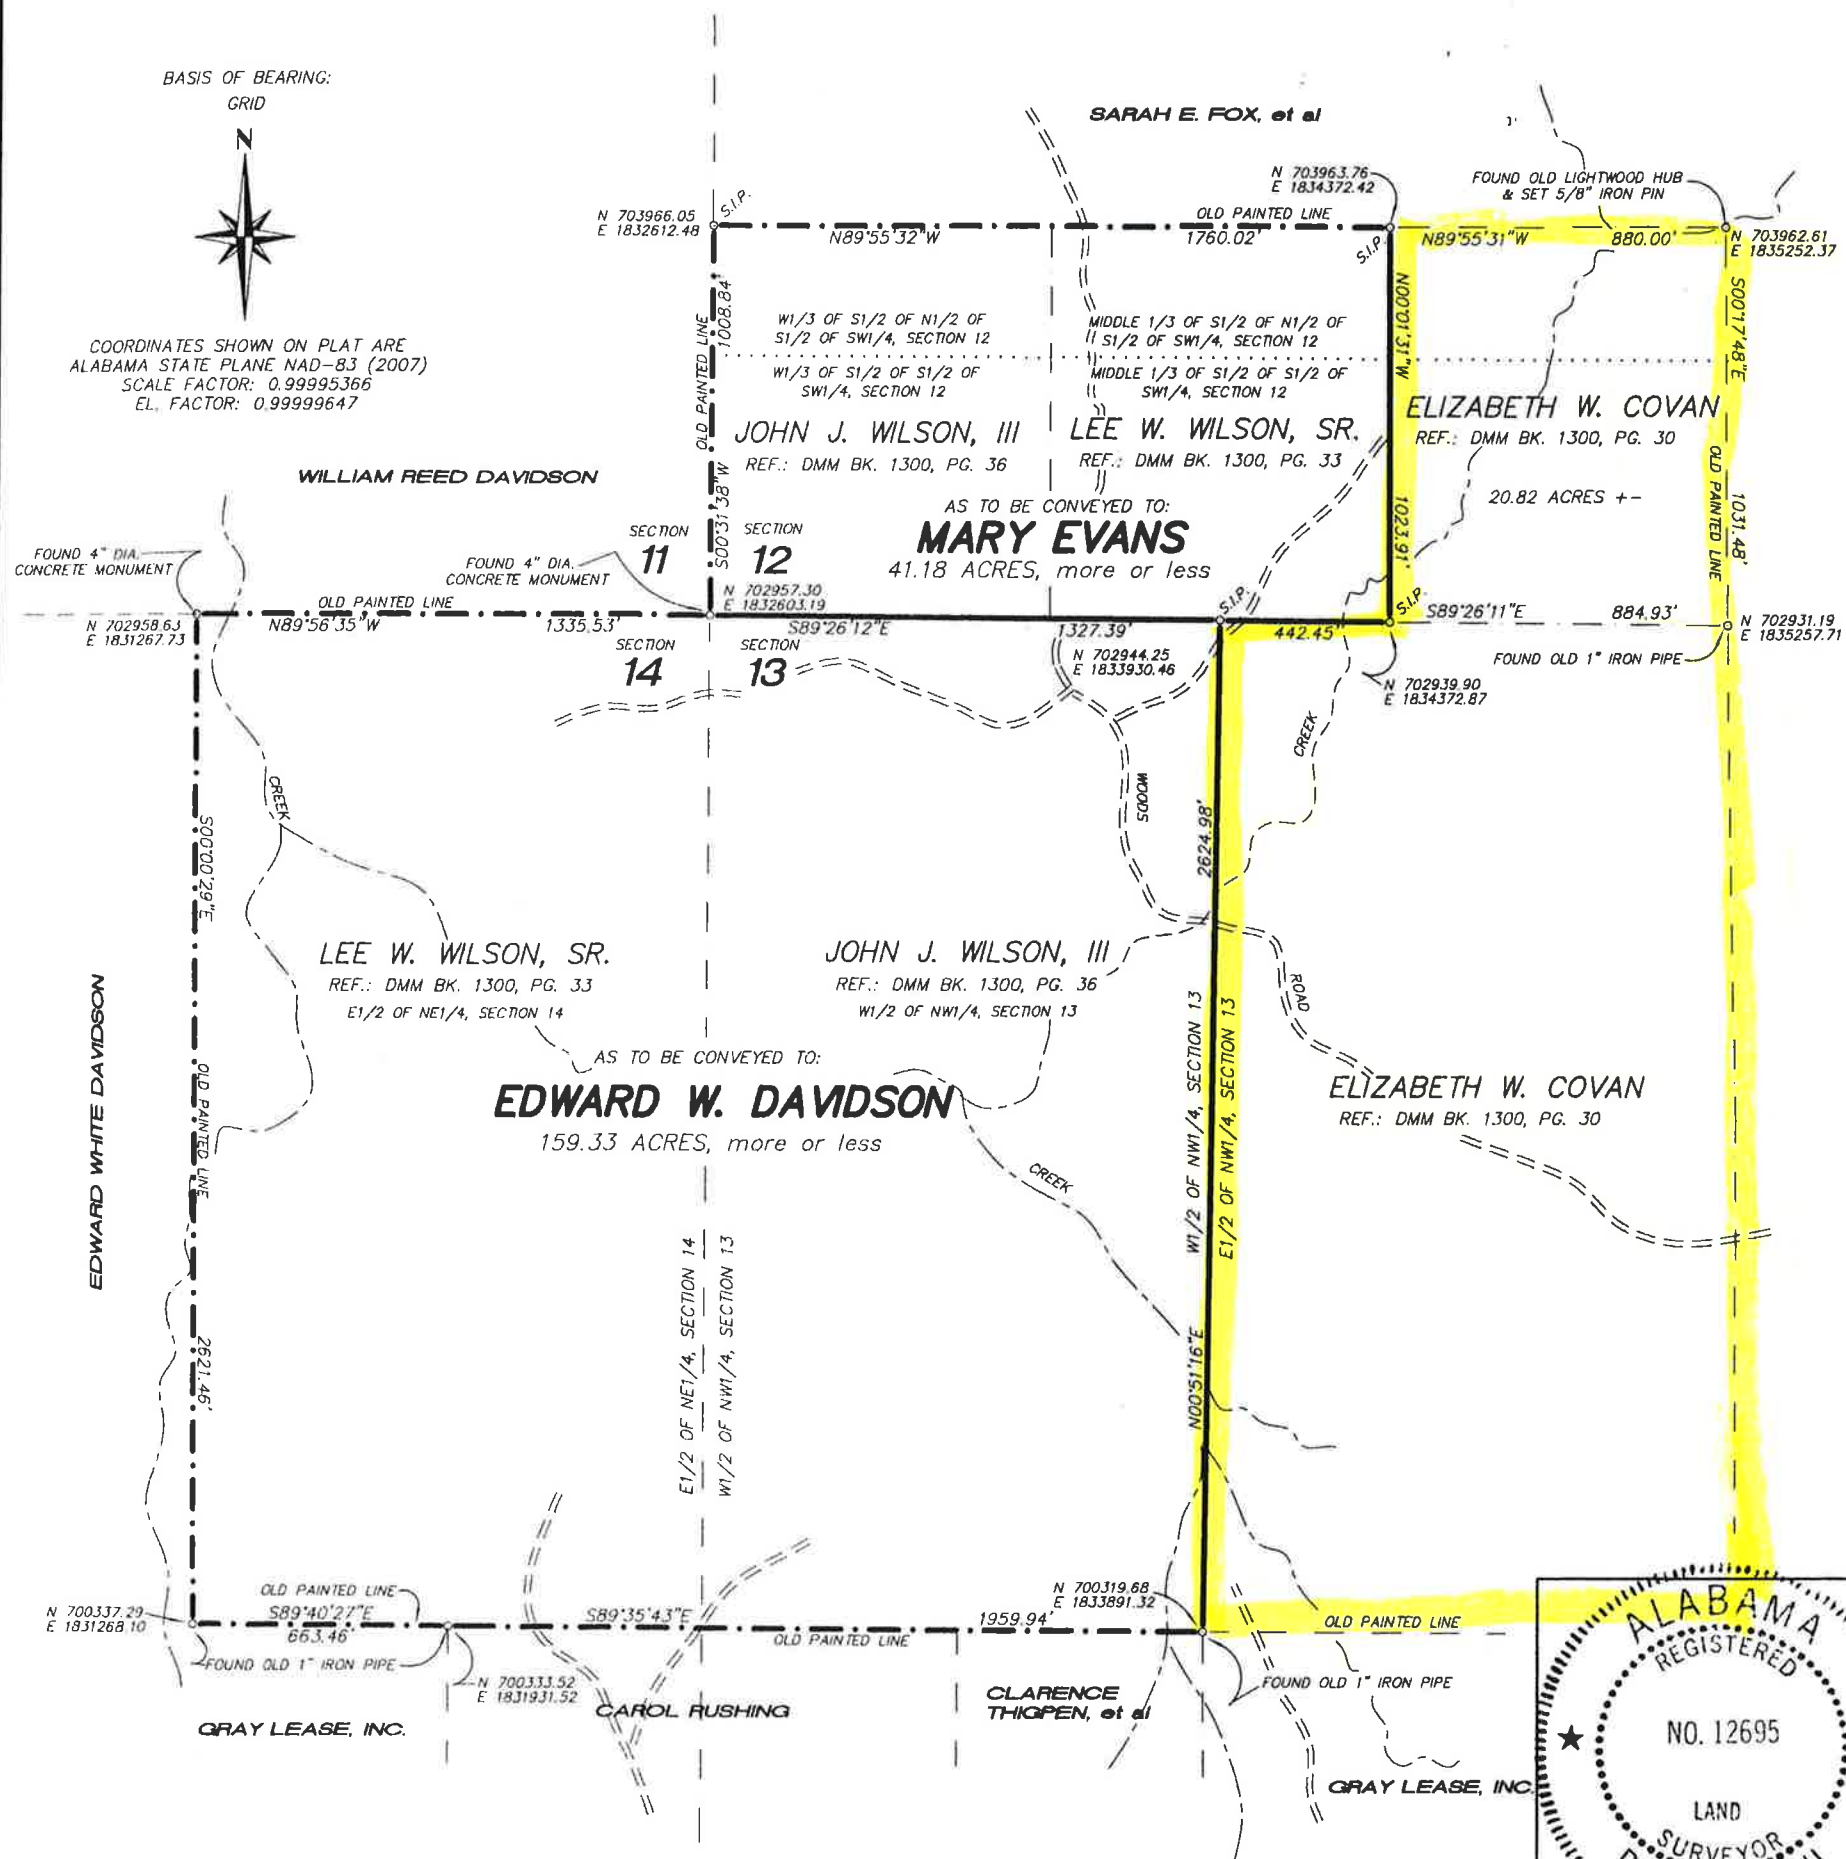 BASIS OF BEARING:
GRID
N
COORDINATES SHOWN ON PLAT ARE
ALABAMA STATE PLANE NAD-83 (2007)
SCALE FACTOR: 0.99995366
EL. FACTOR: 0.99999647
SARAH E. FOX, et al
N 703963.76
E 1834372.42
FOUND OLD LIGHTWOOD HUB
& SET 5/8" IRON PIN
N 703966.05
E 1832612.48
S.I.P.
OLD PAINTED LINE
N89°55'32"W
1760.02'
S.I.P.
N89°55'31"W
880.00'
N 703962.61
E 1835252.37
1008.84'
OLD PAINTED LINE
S00°31'38"W
W1/3 OF S1/2 OF N1/2 OF
S1/2 OF SW1/4, SECTION 12
MIDDLE 1/3 OF S1/2 OF N1/2 OF
S1/2 OF SW1/4, SECTION 12
W1/3 OF S1/2 OF S1/2 OF
SW1/4, SECTION 12
MIDDLE 1/3 OF S1/2 OF S1/2 OF
SW1/4, SECTION 12
N00°01'31"W
1023.91'
S00°17'48"E
OLD PAINTED LINE
1031.48'
JOHN J. WILSON, III
REF.: DMM BK. 1300, PG. 36
LEE W. WILSON, SR.
REF.: DMM BK. 1300, PG. 33
ELIZABETH W. COVAN
REF.: DMM BK. 1300, PG. 30
20.82 ACRES +-
WILLIAM REED DAVIDSON
AS TO BE CONVEYED TO:
MARY EVANS
41.18 ACRES, more or less
SECTION
11
SECTION
12
FOUND 4" DIA.
CONCRETE MONUMENT
FOUND 4" DIA.
CONCRETE MONUMENT
N 702957.30
E 1832603.19
N 702958.63
E 1831267.73
OLD PAINTED LINE
N89°56'35"W
1335.53'
S89°26'12"E
1327.39'
S.I.P.
442.45'
S.I.P.
S89°26'11"E
884.93'
N 702931.19
E 1835257.71
FOUND OLD 1" IRON PIPE
SECTION
14
SECTION
13
N 702944.25
E 1833930.46
N 702939.90
E 1834372.87
CREEK
WOODS
CREEK
2624.98'
S00°00'29"E
OLD PAINTED LINE
2621.46'
EDWARD WHITE DAVIDSON
LEE W. WILSON, SR.
REF.: DMM BK. 1300, PG. 33
E1/2 OF NE1/4, SECTION 14
JOHN J. WILSON, III
REF.: DMM BK. 1300, PG. 36
W1/2 OF NW1/4, SECTION 13
ROAD
AS TO BE CONVEYED TO:
EDWARD W. DAVIDSON
159.33 ACRES, more or less
ELIZABETH W. COVAN
REF.: DMM BK. 1300, PG. 30
CREEK
W1/2 OF NW1/4, SECTION 13
E1/2 OF NW1/4, SECTION 13
E1/2 OF NE1/4, SECTION 14
W1/2 OF NW1/4, SECTION 13
N00°51'16"E
N 700337.29
E 1831268.10
OLD PAINTED LINE
S89°40'27"E
663.46'
FOUND OLD 1" IRON PIPE
N 700333.52
E 1831931.52
S89°35'43"E
OLD PAINTED LINE
1959.94'
N 700319.68
E 1833891.32
OLD PAINTED LINE
FOUND OLD 1" IRON PIPE
GRAY LEASE, INC.
CAROL RUSHING
CLARENCE
THIGPEN, et al
GRAY LEASE, INC.
ALABAMA
REGISTERED
NO. 12695
LAND
SURVEYOR